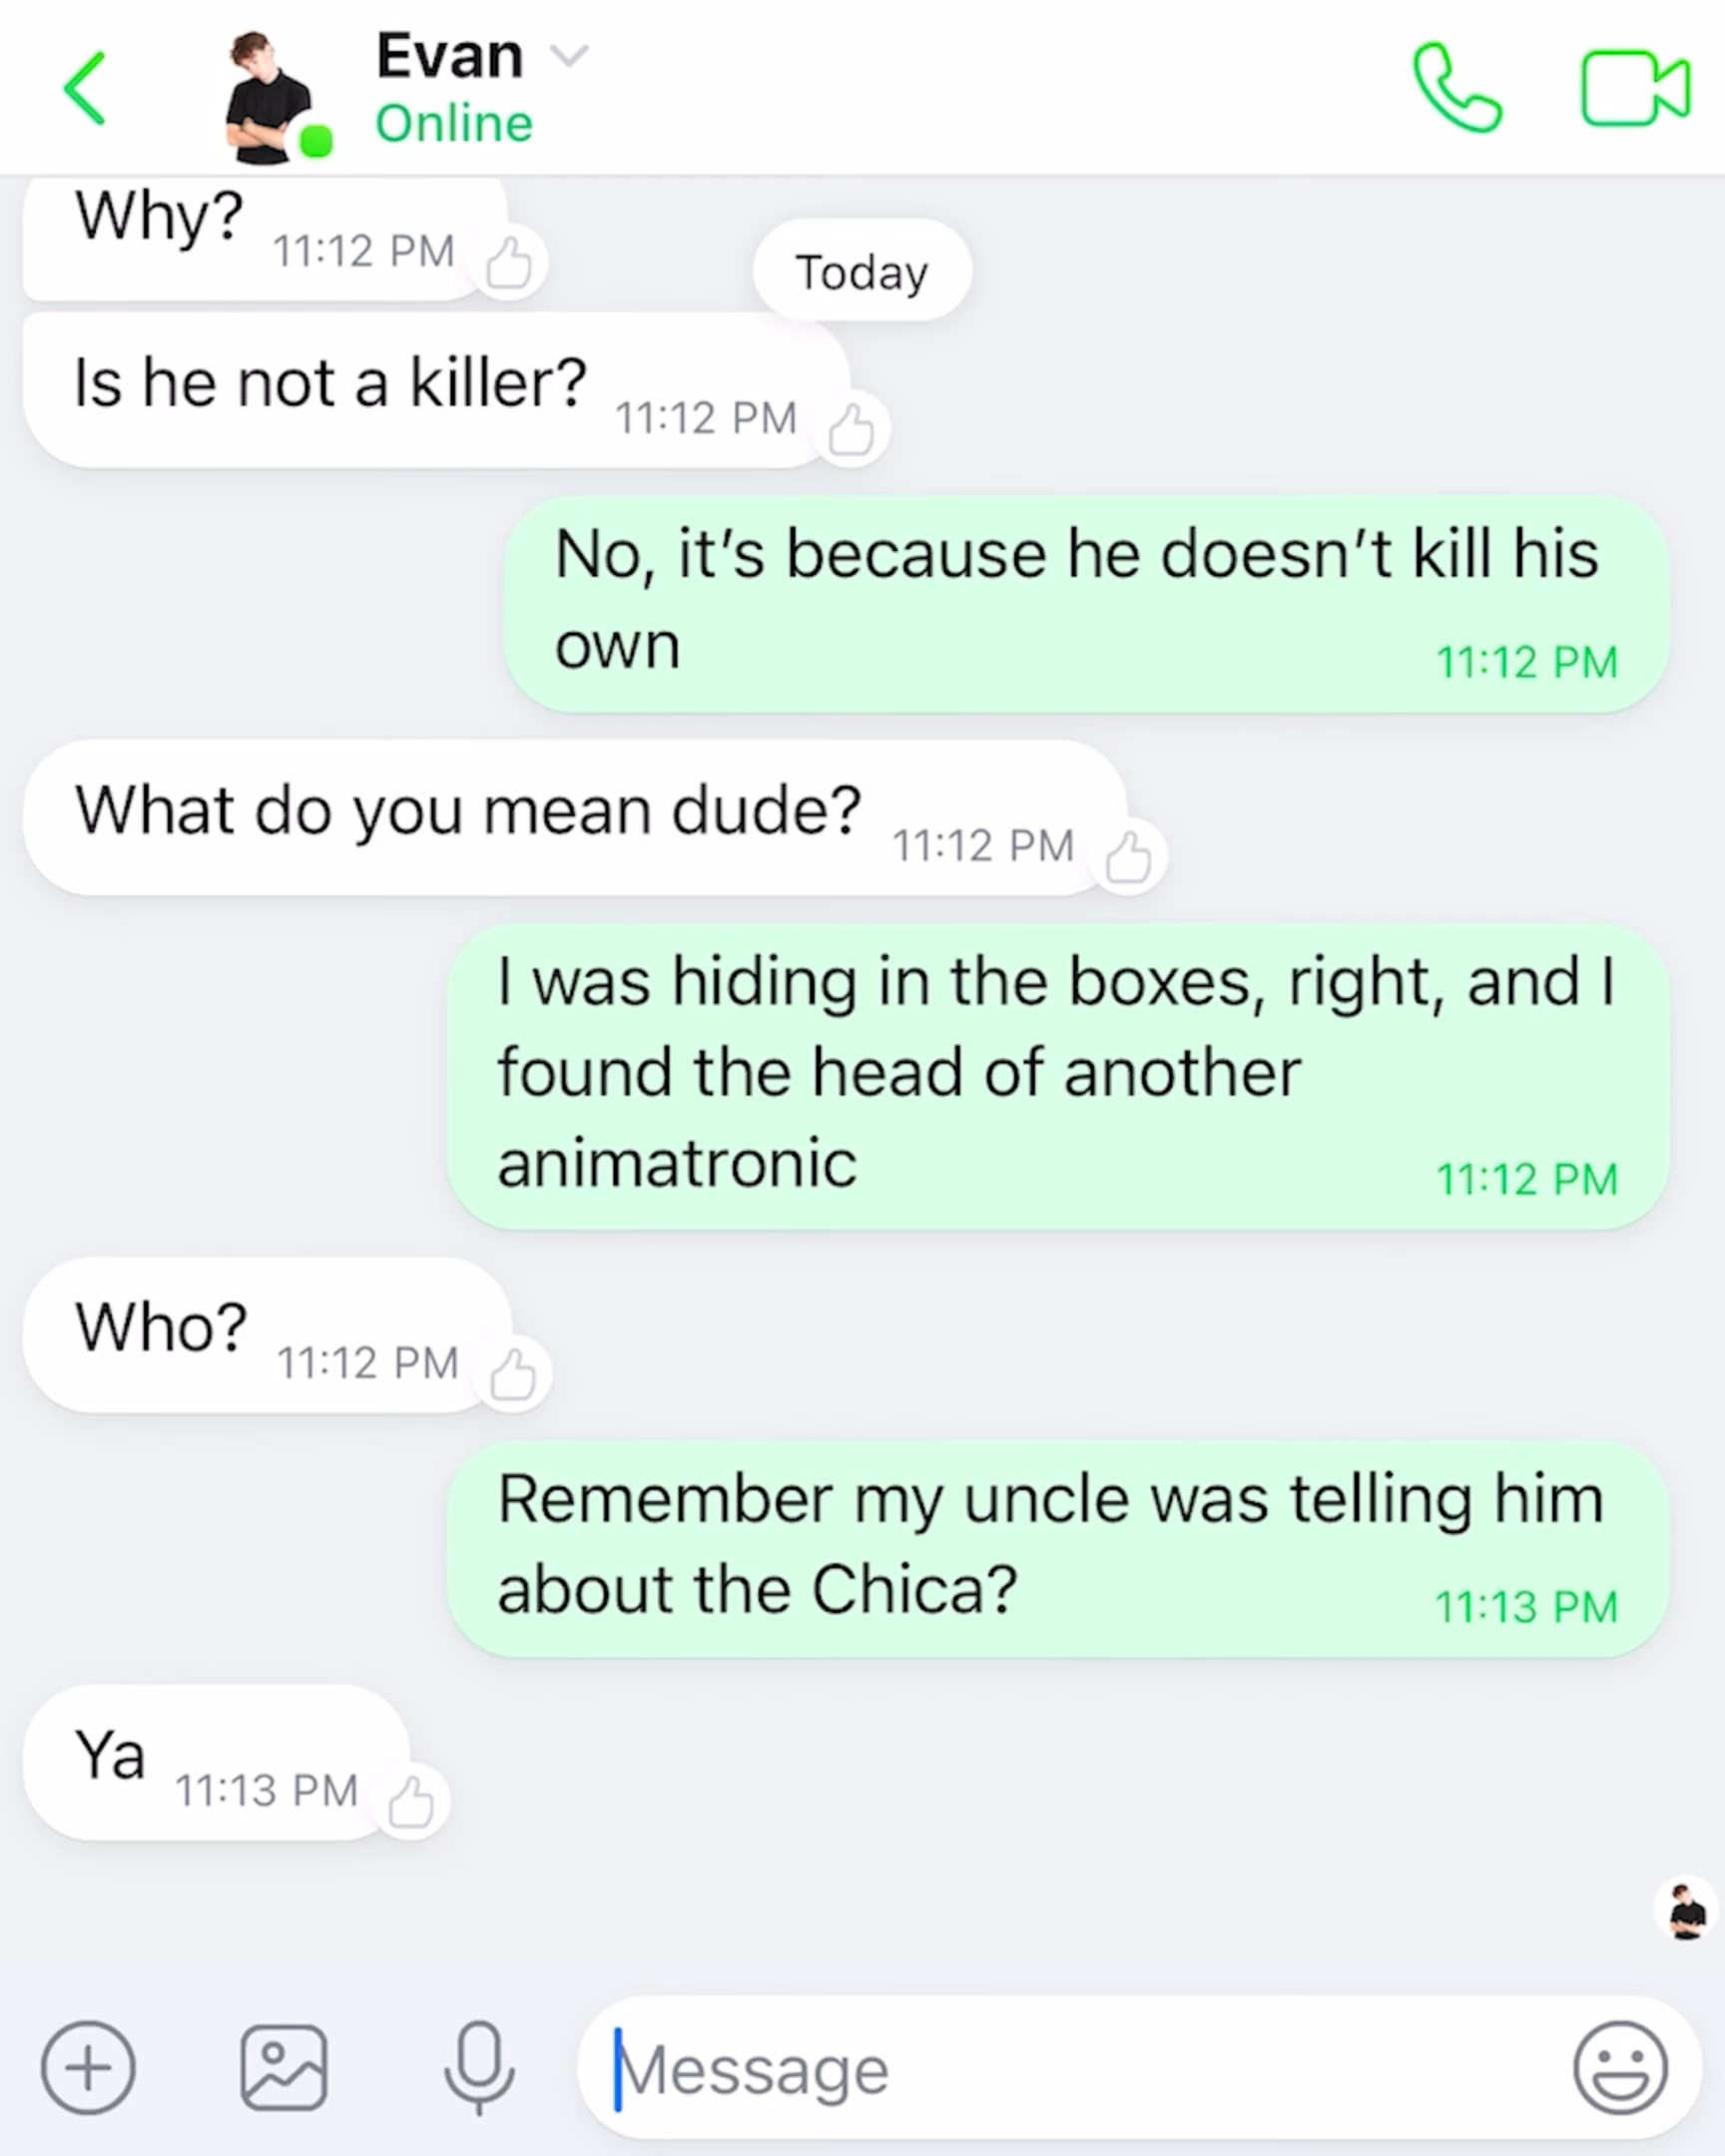 Evan
Online
Why?
11:12 PM
Today
Is he not a killer?
11:12 PM
No, it’s because he doesn’t kill his
own
11:12 PM
What do you mean dude?
11:12 PM
I was hiding in the boxes, right, and I
found the head of another
animatronic
11:12 PM
Who?
11:12 PM
Remember my uncle was telling him
about the Chica?
11:13 PM
Ya
11:13 PM
Message